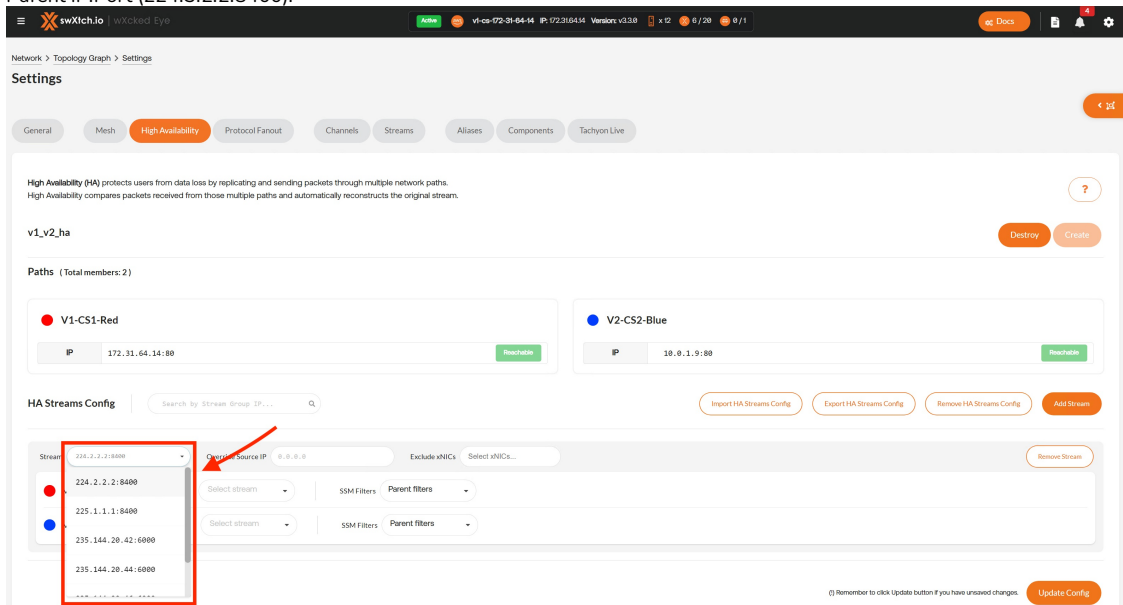 swXtch.io | wXcked Eye
Active v1-cs-172-31-64-14 IP: 172.31.64.14 Version: v3.3.0 x 12 6 / 20 0 / 1
Docs
4
Network > Topology Graph > Settings
Settings
General Mesh High Availability Protocol Fanout Channels Streams Aliases Components Tachyon Live
High Availability (HA) protects users from data loss by replicating and sending packets through multiple network paths.
High Availability compares packets received from those multiple paths and automatically reconstructs the original stream.
?
v1_v2_ha
Destroy Create
Paths ( Total members: 2 )
V1-CS1-Red
IP 172.31.64.14:80 Reachable
V2-CS2-Blue
IP 10.0.1.9:80 Reachable
HA Streams Config Search by Stream Group IP... Import HA Streams Config Export HA Streams Config Remove HA Streams Config Add Stream
Stream 224.2.2.2:8400 Override Source IP 0.0.0.0 Exclude xNICs Select xNICs... Remove Stream
224.2.2.2:8400
Select stream SSM Filters Parent filters
225.1.1.1:8400
Select stream SSM Filters Parent filters
235.144.20.42:6000
235.144.20.44:6000
(!) Remember to click Update button if you have unsaved changes. Update Config